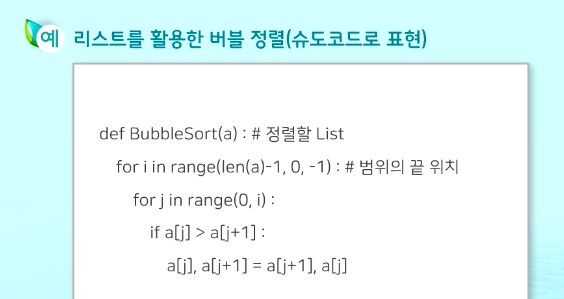 예 리스트를 활용한 버블 정렬(슈도코드로 표현)
def BubbleSort(a) : # 정렬할 List
for i in range(len(a)-1, 0, -1) : # 범위의 끝 위치
for j in range(0, i) :
if a[j] > a[j+1] :
a[j], a[j+1] = a[j+1], a[j]